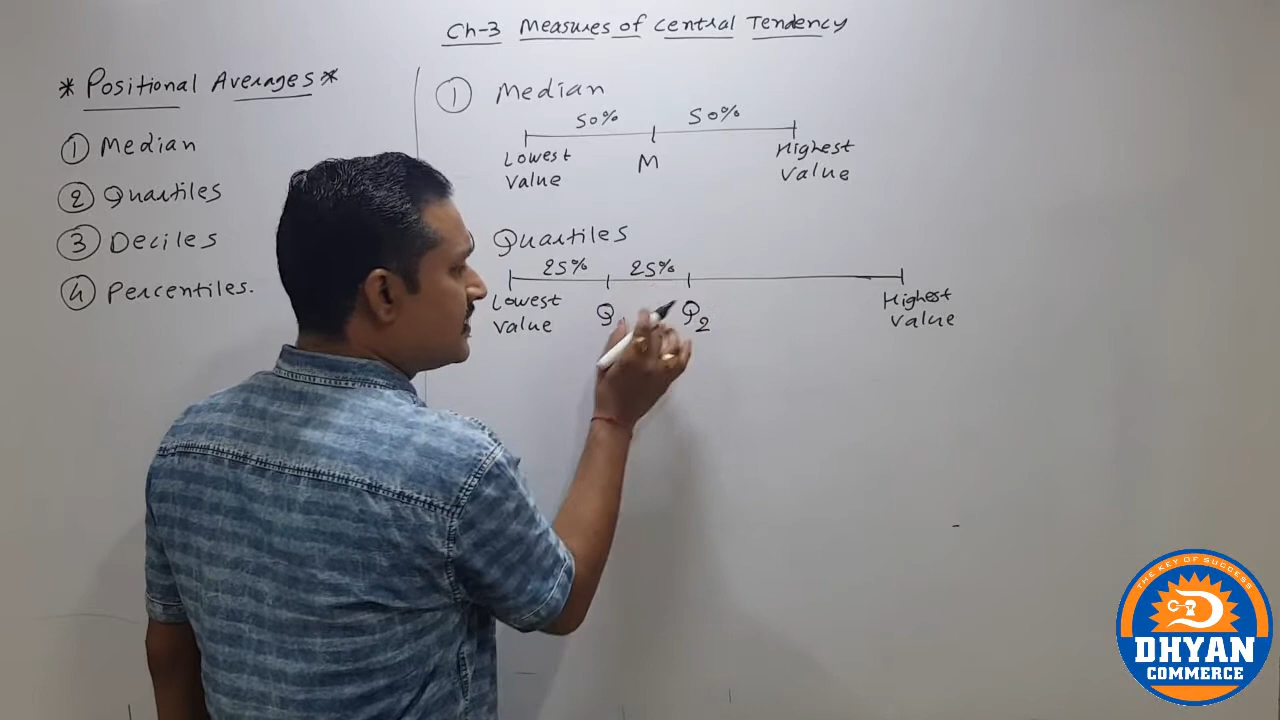 Ch-3 Measures of Central Tendency
* Positional Averages *
① Median
② Quartiles
③ Deciles
④ Percentiles.
① Median
50% 50%
Lowest Value M Highest Value
Quartiles
25% 25%
Lowest Value Q1 Q2 Highest Value
THE KEY OF SUCCESS
DHYAN
COMMERCE